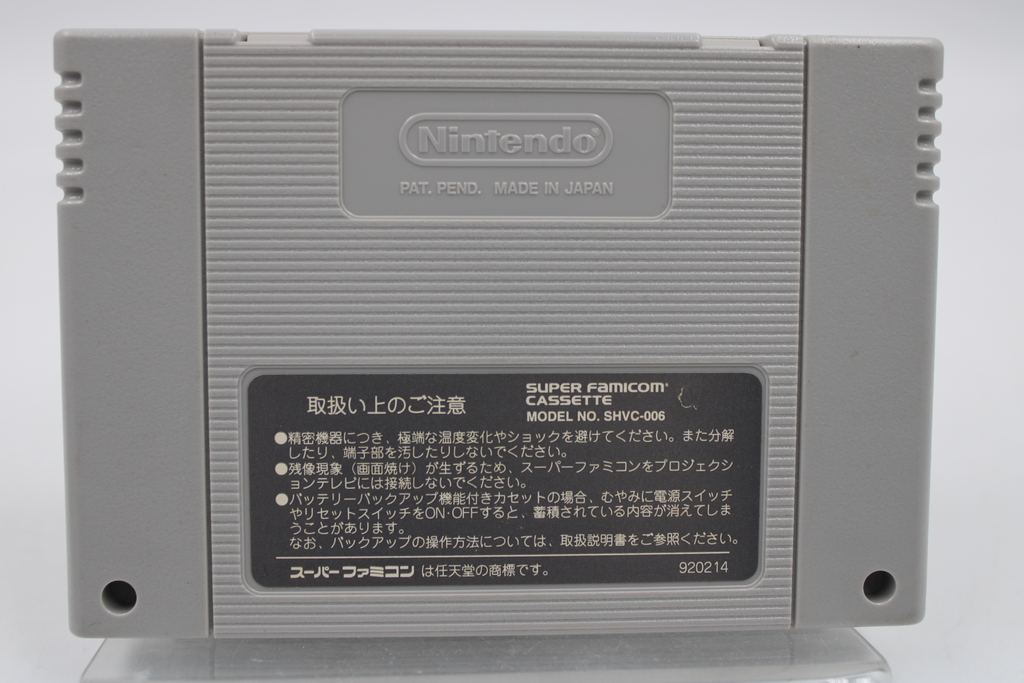 Nintendo®
PAT. PEND. MADE IN JAPAN
取扱い上のご注意
SUPER FAMICOM®
CASSETTE
MODEL NO. SHVC-006
●精密機器につき、極端な温度変化やショックを避けてください。また分解
したり、端子部を汚したりしないでください。
●残像現象（画面焼け）が生ずるため、スーパーファミコンをプロジェクシ
ョンテレビには接続しないでください。
●バッテリーバックアップ機能付きカセットの場合、むやみに電源スイッチ
やリセットスイッチをON·OFFすると、蓄積されている内容が消えてしま
うことがあります。
なお、バックアップの操作方法については、取扱説明書をご参照ください。
スーパーファミコン は任天堂の商標です。 920214